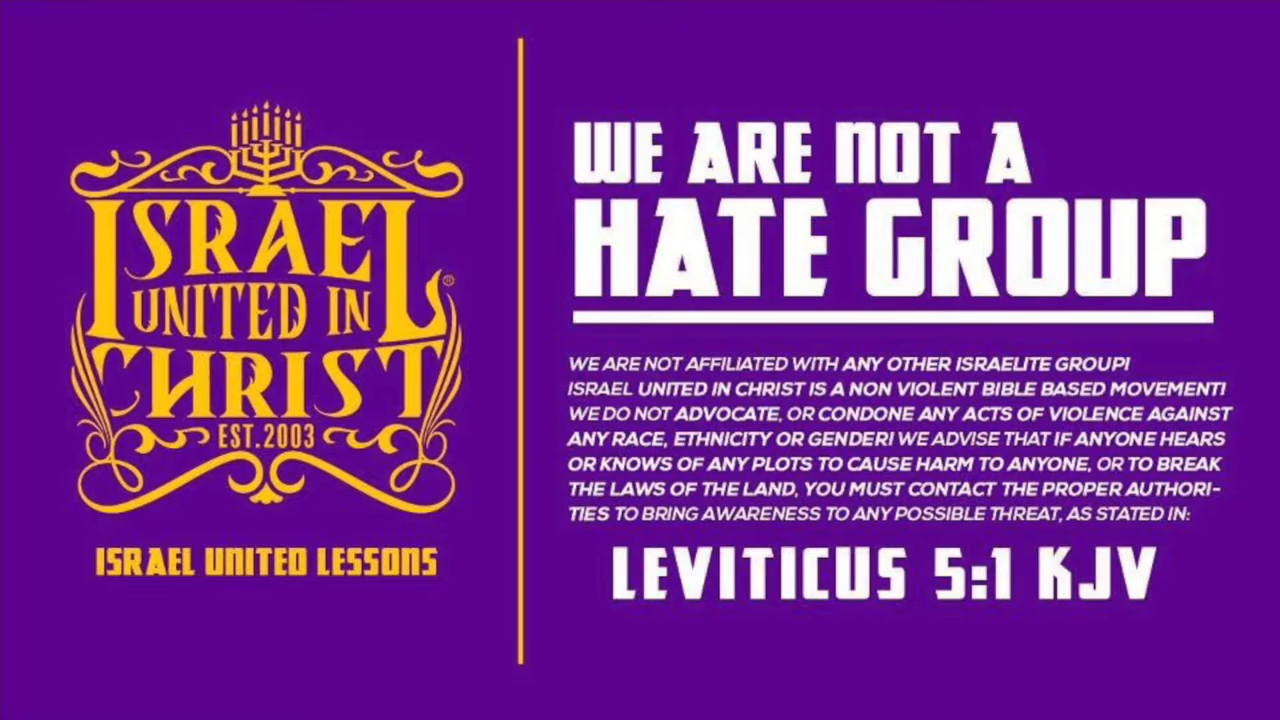 ISRAEL
UNITED IN
CHRIST®
EST. 2003
ISRAEL UNITED LESSONS
WE ARE NOT A
HATE GROUP
WE ARE NOT AFFILIATED WITH ANY OTHER ISRAELITE GROUP!
ISRAEL UNITED IN CHRIST IS A NON VIOLENT BIBLE BASED MOVEMENT!
WE DO NOT ADVOCATE, OR CONDONE ANY ACTS OF VIOLENCE AGAINST
ANY RACE, ETHNICITY OR GENDER! WE ADVISE THAT IF ANYONE HEARS
OR KNOWS OF ANY PLOTS TO CAUSE HARM TO ANYONE, OR TO BREAK
THE LAWS OF THE LAND, YOU MUST CONTACT THE PROPER AUTHORI-
TIES TO BRING AWARENESS TO ANY POSSIBLE THREAT, AS STATED IN:
LEVITICUS 5:1 KJV